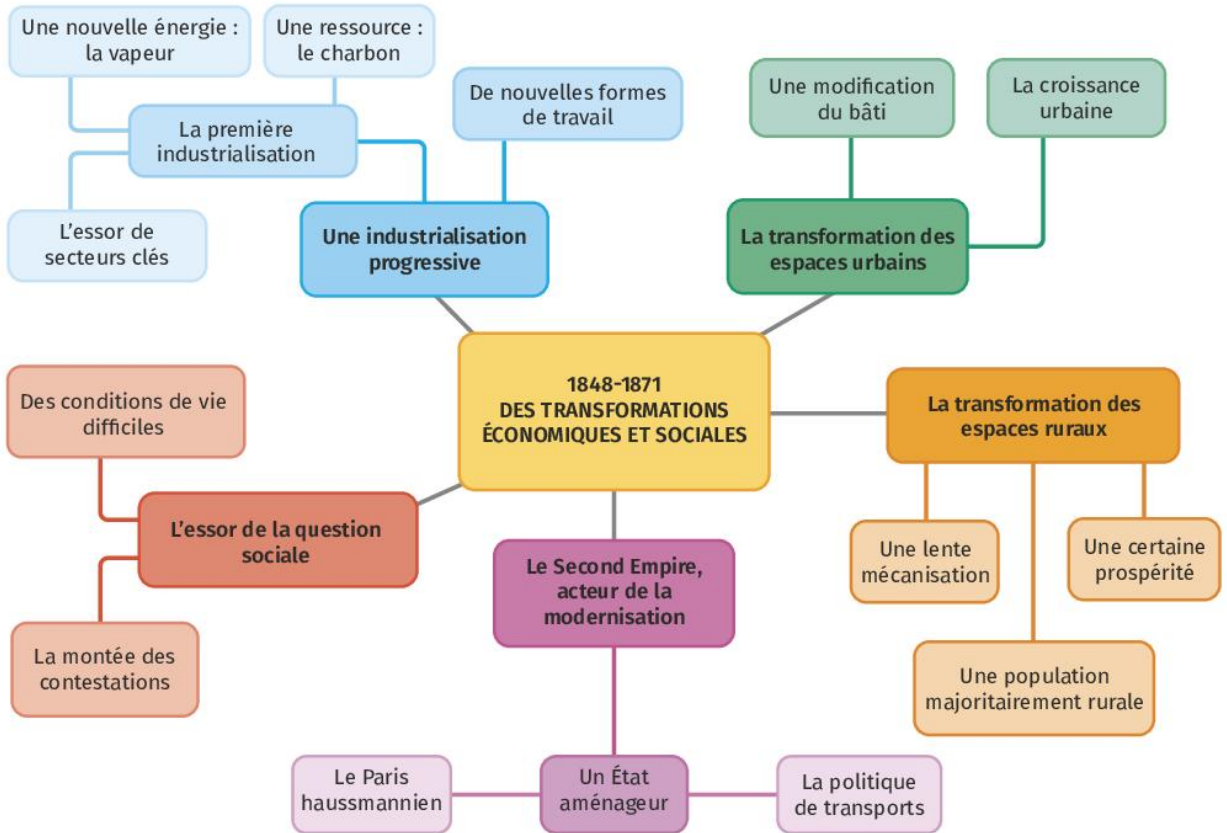 Une nouvelle énergie :
la vapeur
Une ressource :
le charbon
De nouvelles formes
de travail
La première
industrialisation
L'essor de
secteurs clés
Une industrialisation
progressive
Une modification
du bâti
La croissance
urbaine
La transformation des
espaces urbains
1848-1871
DES TRANSFORMATIONS
ÉCONOMIQUES ET SOCIALES
Des conditions de vie
difficiles
L'essor de la question
sociale
La montée des
contestations
La transformation des
espaces ruraux
Une lente
mécanisation
Une certaine
prospérité
Une population
majoritairement rurale
Le Second Empire,
acteur de la
modernisation
Le Paris
haussmannien
Un État
aménageur
La politique
de transports